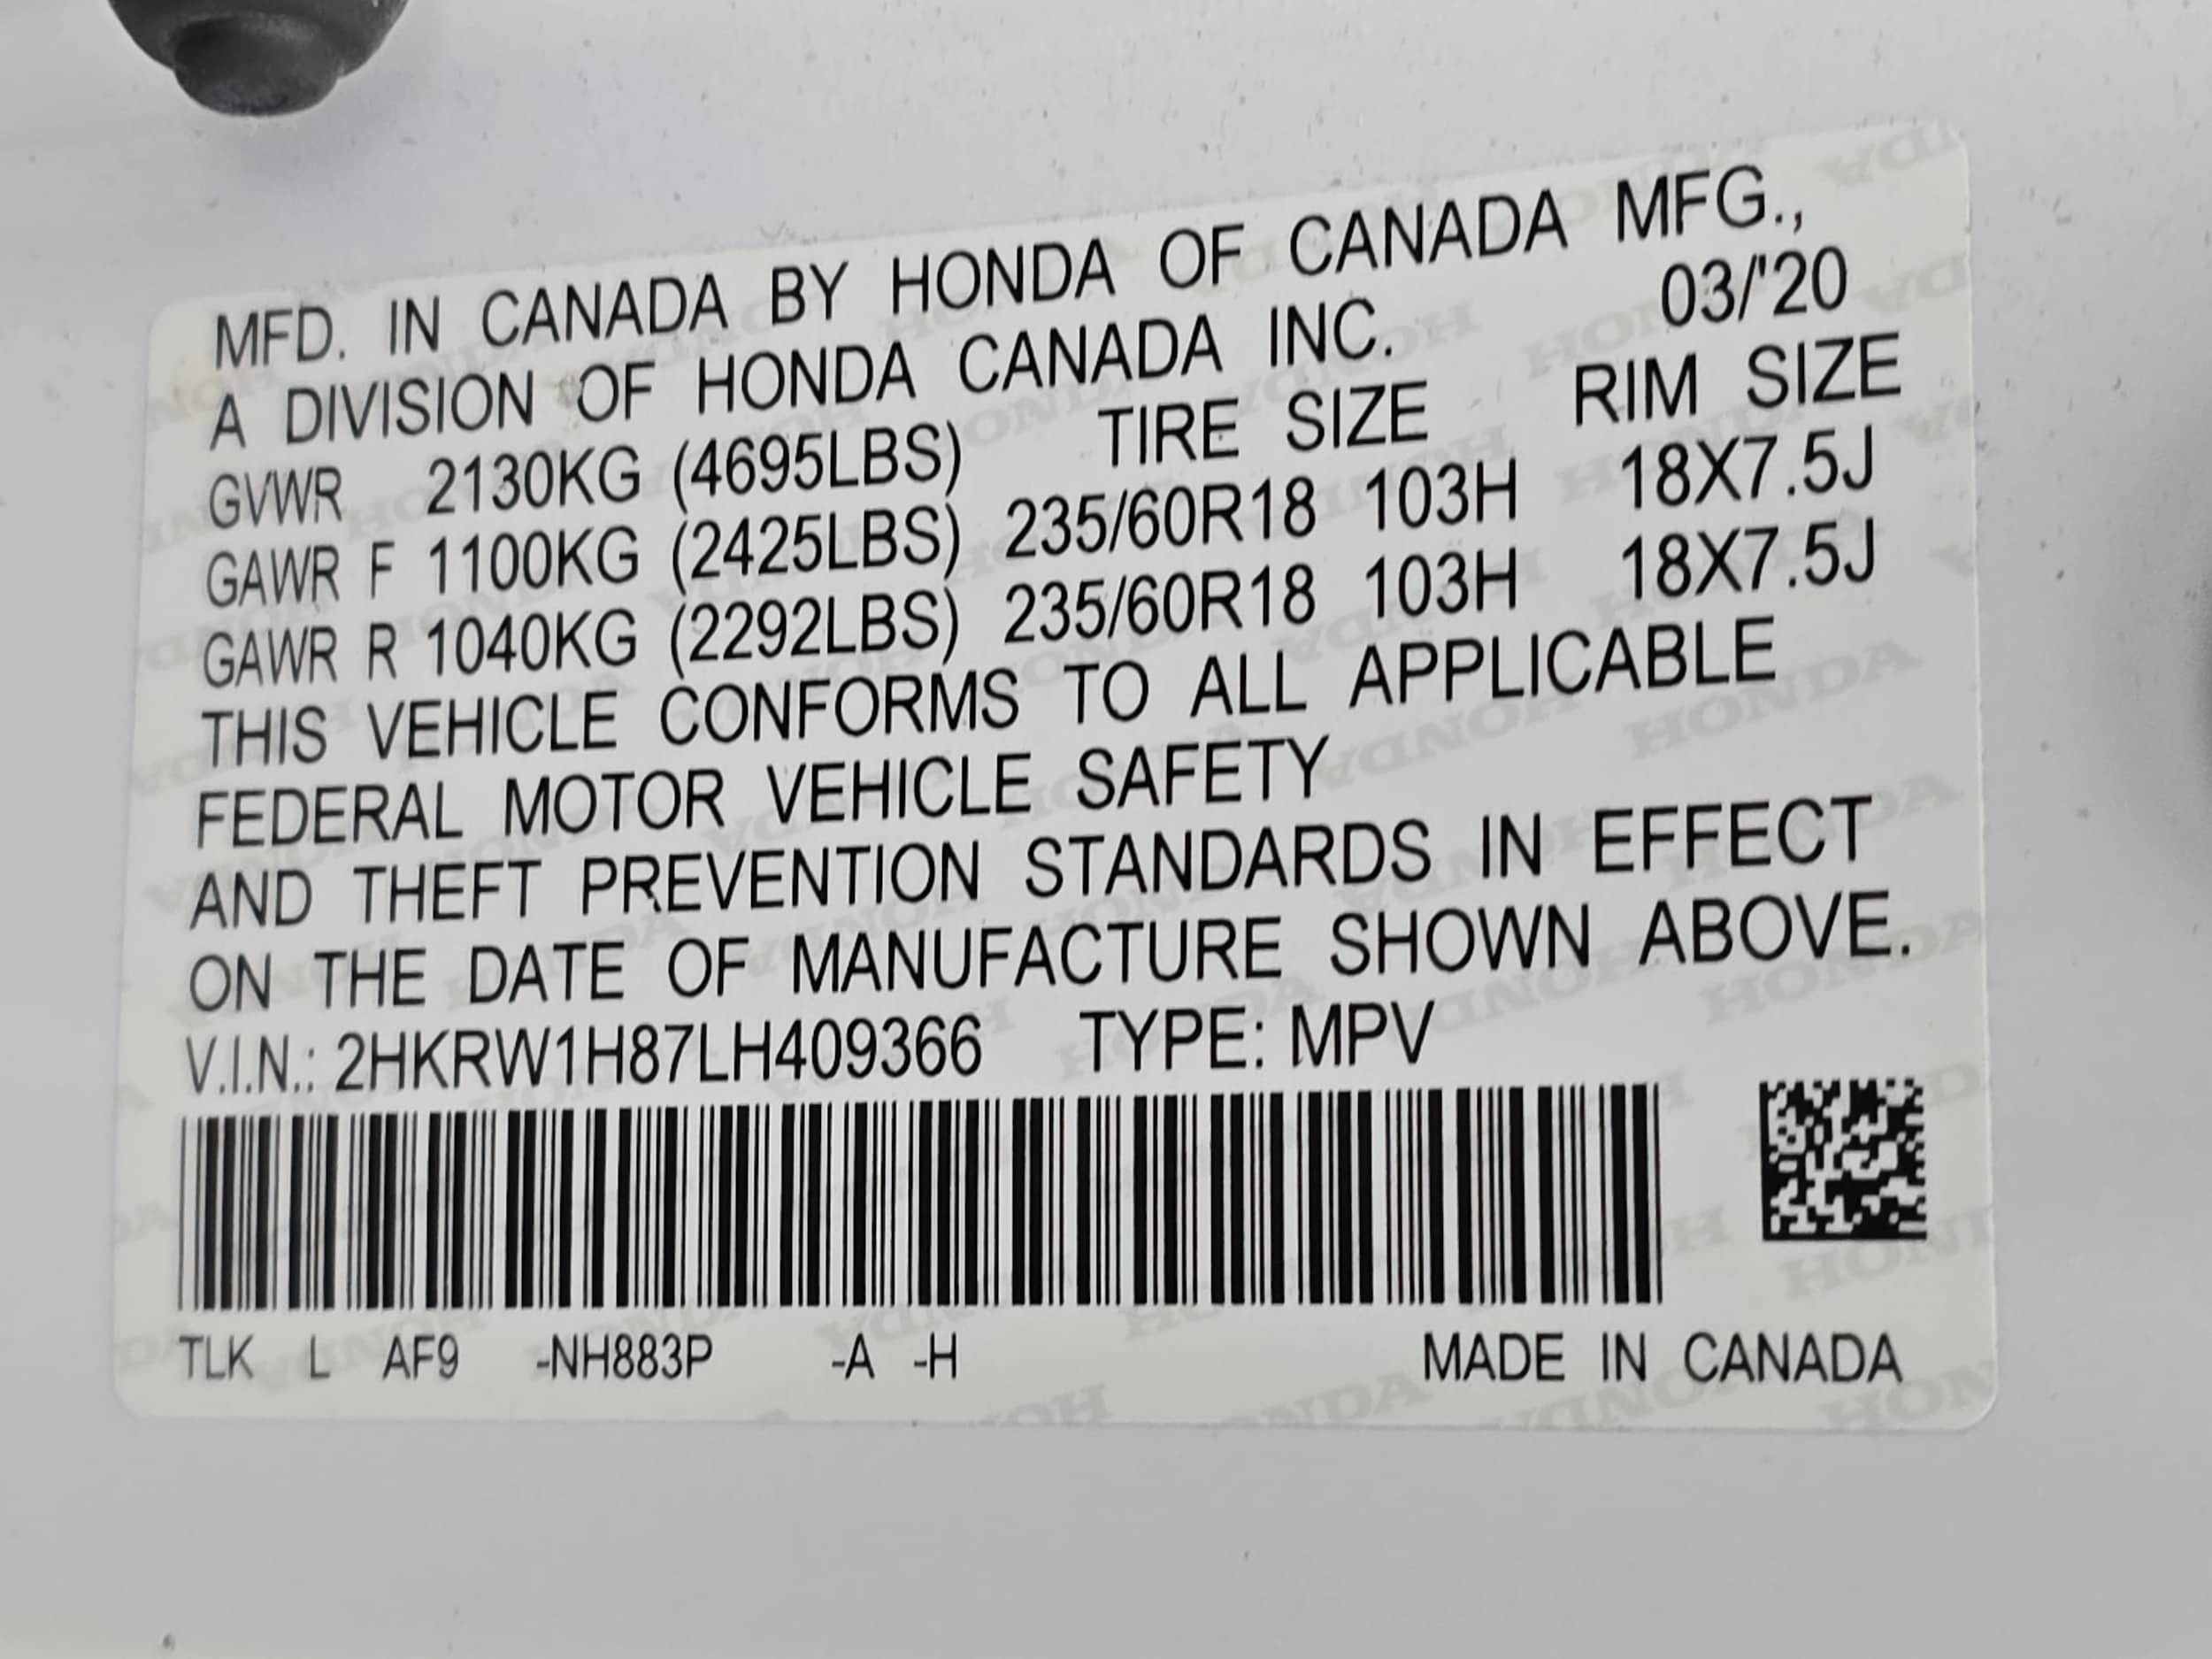 MFD. IN CANADA BY HONDA OF CANADA MFG.,
A DIVISION OF HONDA CANADA INC. 03/'20
GVWR 2130KG (4695LBS) TIRE SIZE RIM SIZE
GAWR F 1100KG (2425LBS) 235/60R18 103H 18X7.5J
GAWR R 1040KG (2292LBS) 235/60R18 103H 18X7.5J
THIS VEHICLE CONFORMS TO ALL APPLICABLE
FEDERAL MOTOR VEHICLE SAFETY
AND THEFT PREVENTION STANDARDS IN EFFECT
ON THE DATE OF MANUFACTURE SHOWN ABOVE.
V.I.N.: 2HKRW1H87LH409366 TYPE: MPV
TLK L AF9 -NH883P -A -H MADE IN CANADA